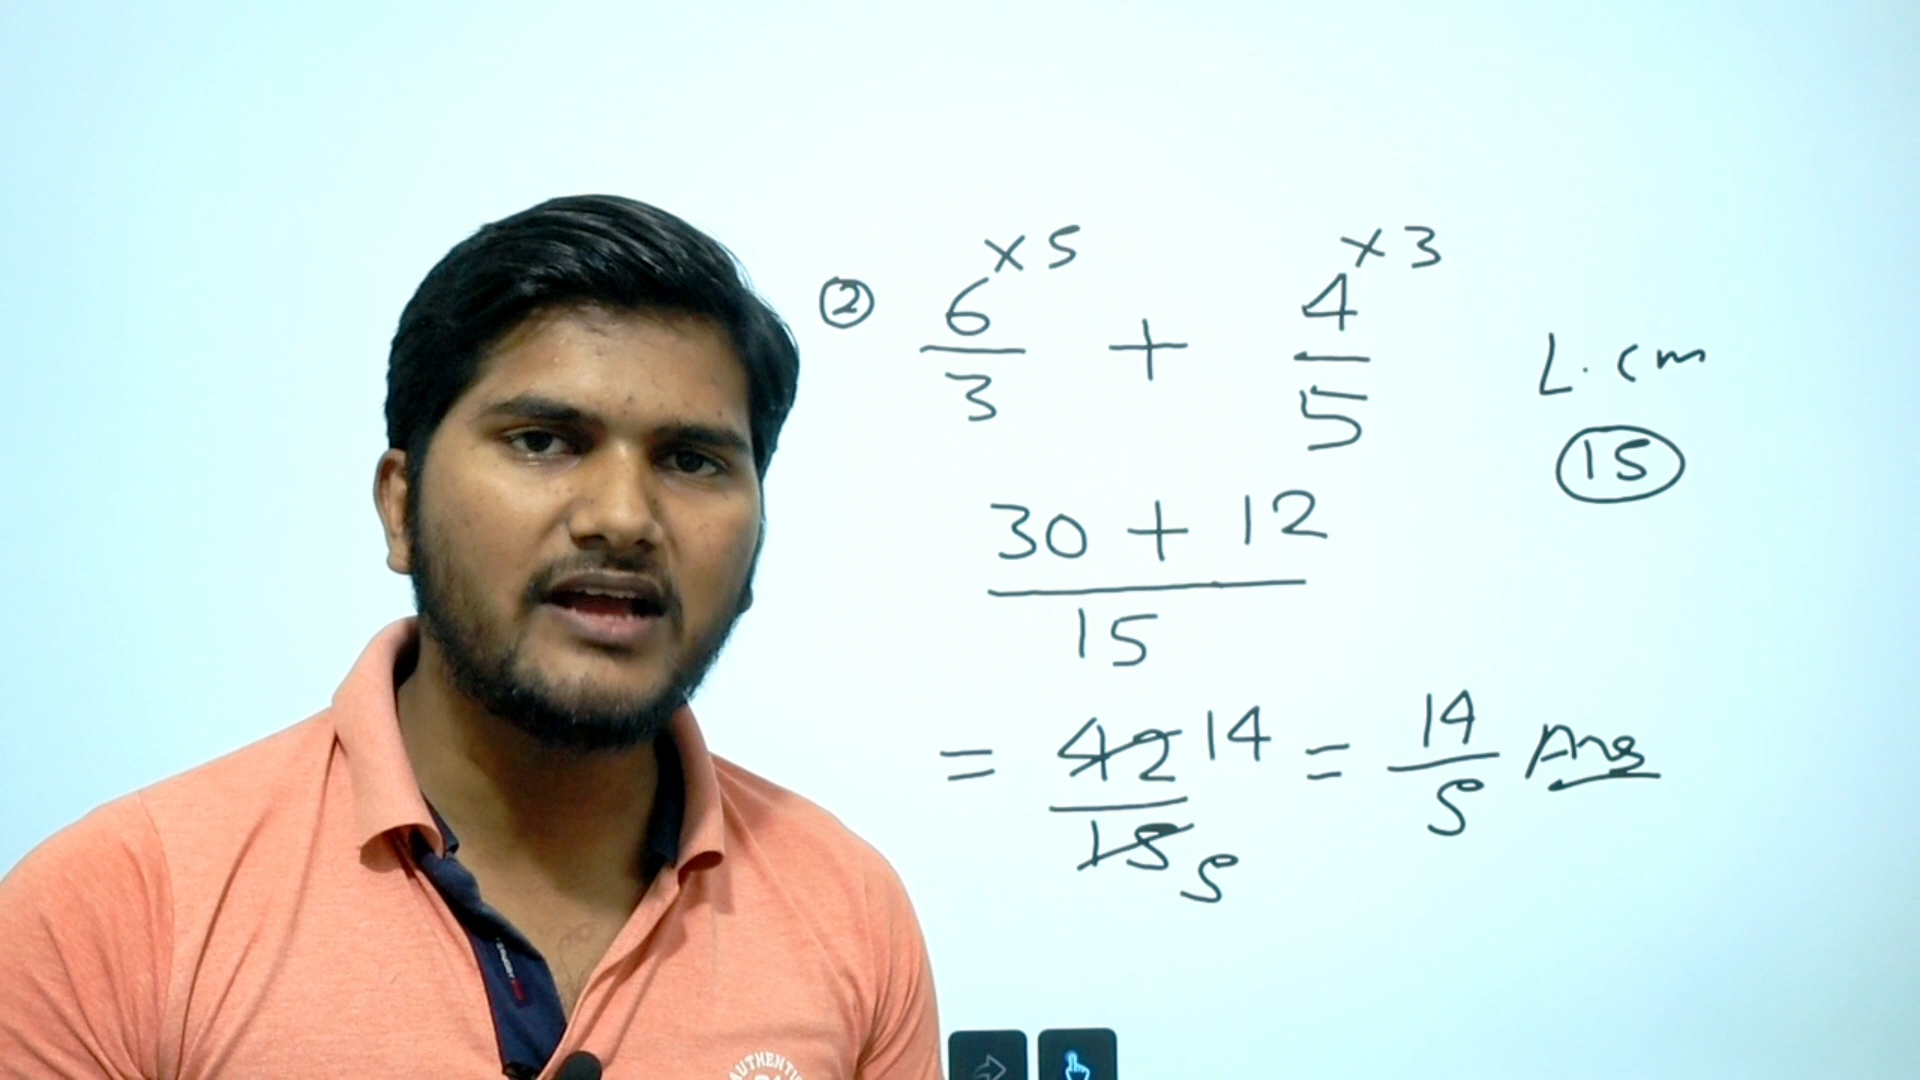 ×5 ×3
② 6/3 + 4/5 L.cm
15
30 + 12
15
= 42/15 14/5 = 14/5 Ans
AUTHENTI